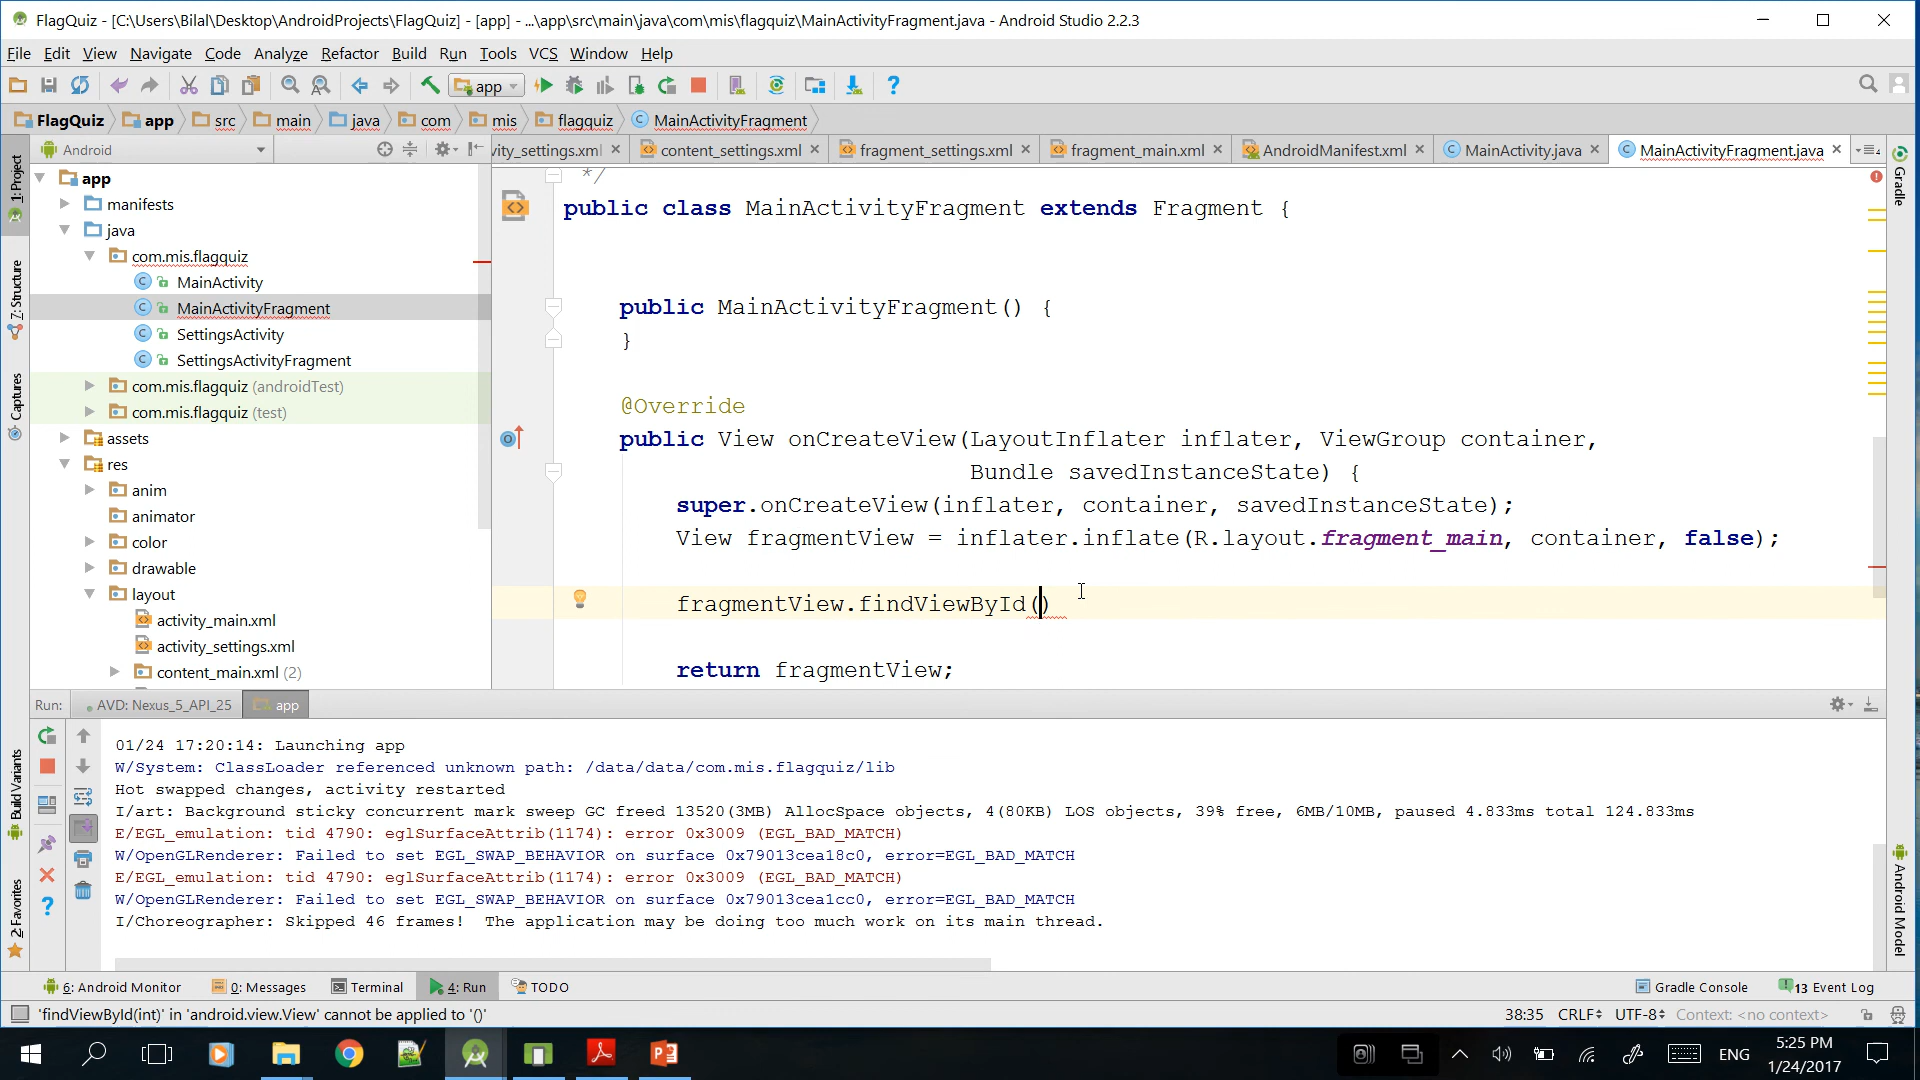 FlagQuiz - [C:\Users\Bilal\Desktop\AndroidProjects\FlagQuiz] - [app] - ...\app\src\main\java\com\mis\flagquiz\MainActivityFragment.java - Android Studio 2.2.3
File Edit View Navigate Code Analyze Refactor Build Run Tools VCS Window Help
app
FlagQuiz app src main java com mis flagquiz MainActivityFragment
Android
vity_settings.xml content_settings.xml fragment_settings.xml fragment_main.xml AndroidManifest.xml MainActivity.java MainActivityFragment.java
1: Project
7: Structure
Captures
Build Variants
2: Favorites
app
manifests
java
com.mis.flagquiz
MainActivity
MainActivityFragment
SettingsActivity
SettingsActivityFragment
com.mis.flagquiz (androidTest)
com.mis.flagquiz (test)
assets
res
anim
animator
color
drawable
layout
activity_main.xml
activity_settings.xml
content_main.xml (2)
*/
public class MainActivityFragment extends Fragment {
public MainActivityFragment() {
}
@Override
public View onCreateView(LayoutInflater inflater, ViewGroup container,
Bundle savedInstanceState) {
super.onCreateView(inflater, container, savedInstanceState);
View fragmentView = inflater.inflate(R.layout.fragment_main, container, false);
fragmentView.findViewById()
return fragmentView;
Gradle
Android Model
Run: AVD: Nexus_5_API_25 app
01/24 17:20:14: Launching app
W/System: ClassLoader referenced unknown path: /data/data/com.mis.flagquiz/lib
Hot swapped changes, activity restarted
I/art: Background sticky concurrent mark sweep GC freed 13520(3MB) AllocSpace objects, 4(80KB) LOS objects, 39% free, 6MB/10MB, paused 4.833ms total 124.833ms
E/EGL_emulation: tid 4790: eglSurfaceAttrib(1174): error 0x3009 (EGL_BAD_MATCH)
W/OpenGLRenderer: Failed to set EGL_SWAP_BEHAVIOR on surface 0x79013cea18c0, error=EGL_BAD_MATCH
E/EGL_emulation: tid 4790: eglSurfaceAttrib(1174): error 0x3009 (EGL_BAD_MATCH)
W/OpenGLRenderer: Failed to set EGL_SWAP_BEHAVIOR on surface 0x79013cea1cc0, error=EGL_BAD_MATCH
I/Choreographer: Skipped 46 frames!  The application may be doing too much work on its main thread.
6: Android Monitor 0: Messages Terminal 4: Run TODO Gradle Console 13 Event Log
'findViewById(int)' in 'android.view.View' cannot be applied to '()' 38:35 CRLF UTF-8 Context: <no context>
ENG 5:25 PM
1/24/2017